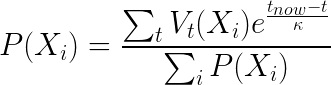 P(X_i) = \frac{\sum_t V_t(X_i) e^{\frac{t_{now}-t}{\kappa}}}{\sum_i P(X_i)}